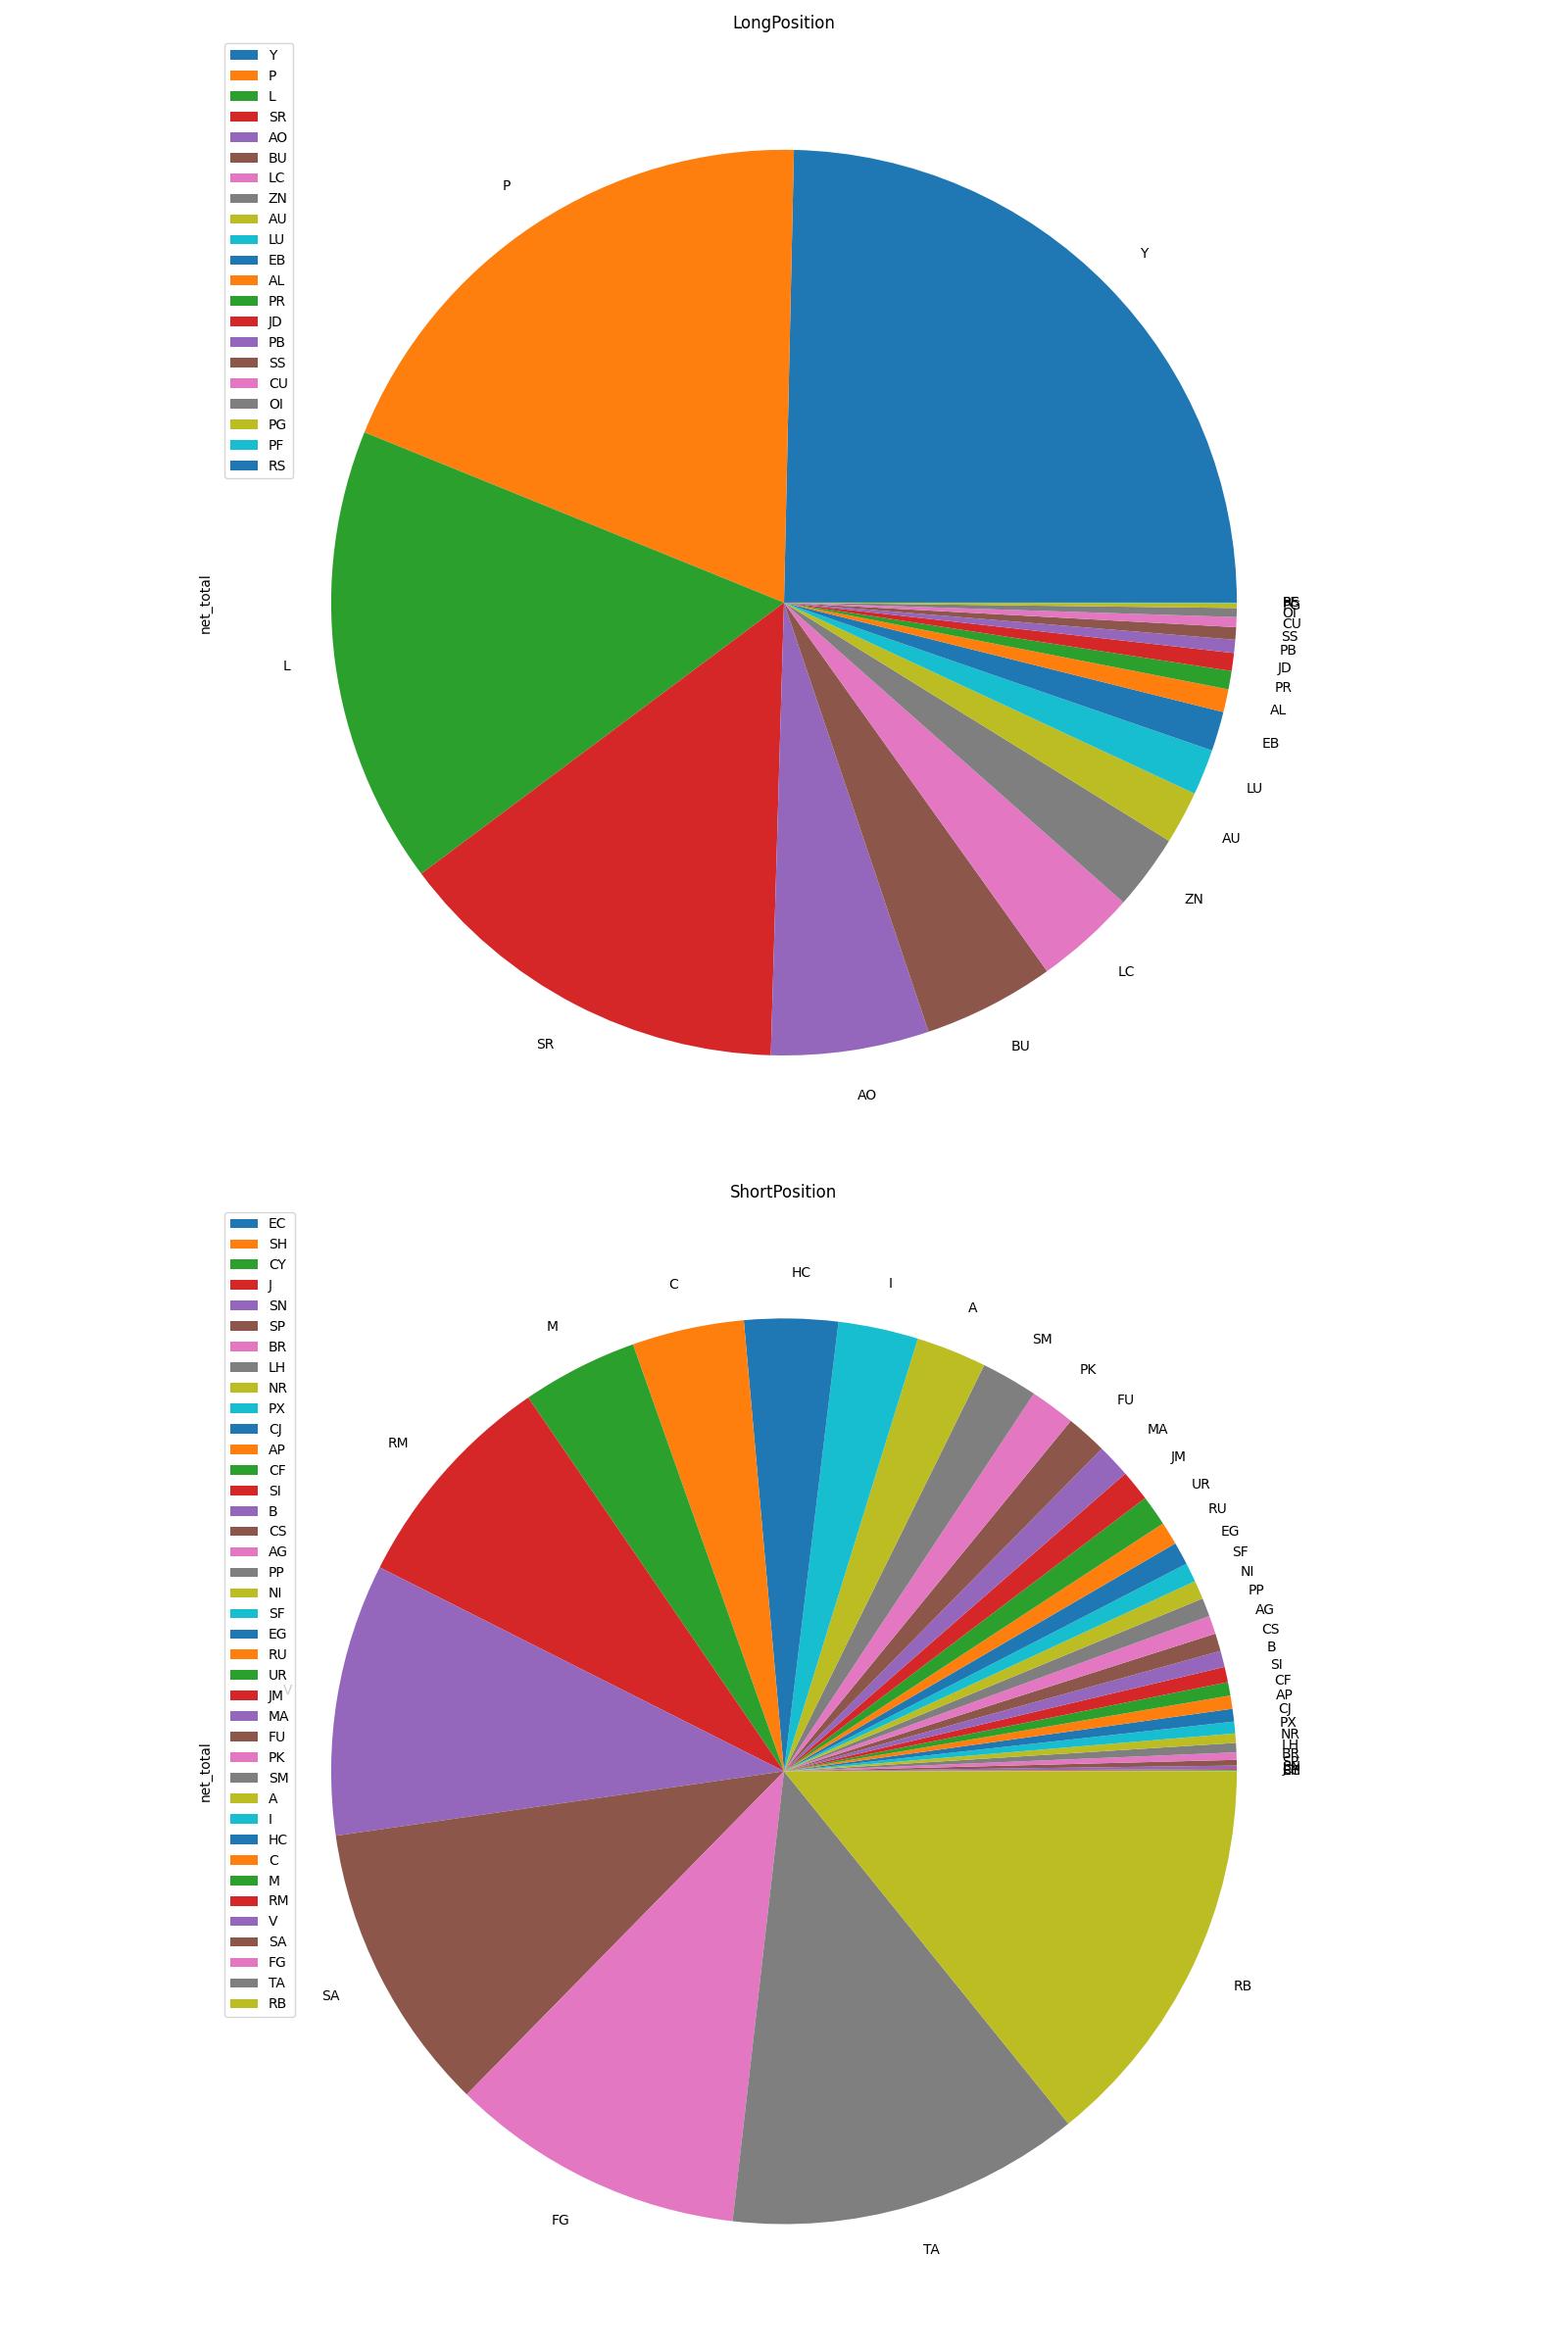 LongPosition
Y
P
L
SR
AO
BU
LC
ZN
AU
LU
EB
AL
PR
JD
PB
SS
CU
OI
PG
PF
RS
net_total
Y
P
L
SR
AO
BU
LC
ZN
AU
LU
EB
AL
PR
JD
PB
SS
CU
OI
ShortPosition
EC
SH
CY
J
SN
SP
BR
LH
NR
PX
CJ
AP
CF
SI
B
CS
AG
PP
NI
SF
EG
RU
UR
JM
MA
FU
PK
SM
A
I
HC
C
M
RM
V
SA
FG
TA
RB
net_total
HC
C
I
A
M
SM
PK
FU
MA
RM
JM
UR
RU
EG
SF
NI
PP
AG
CS
B
SI
CF
AP
CJ
PX
NR
LH
BR
V
RB
SA
FG
TA